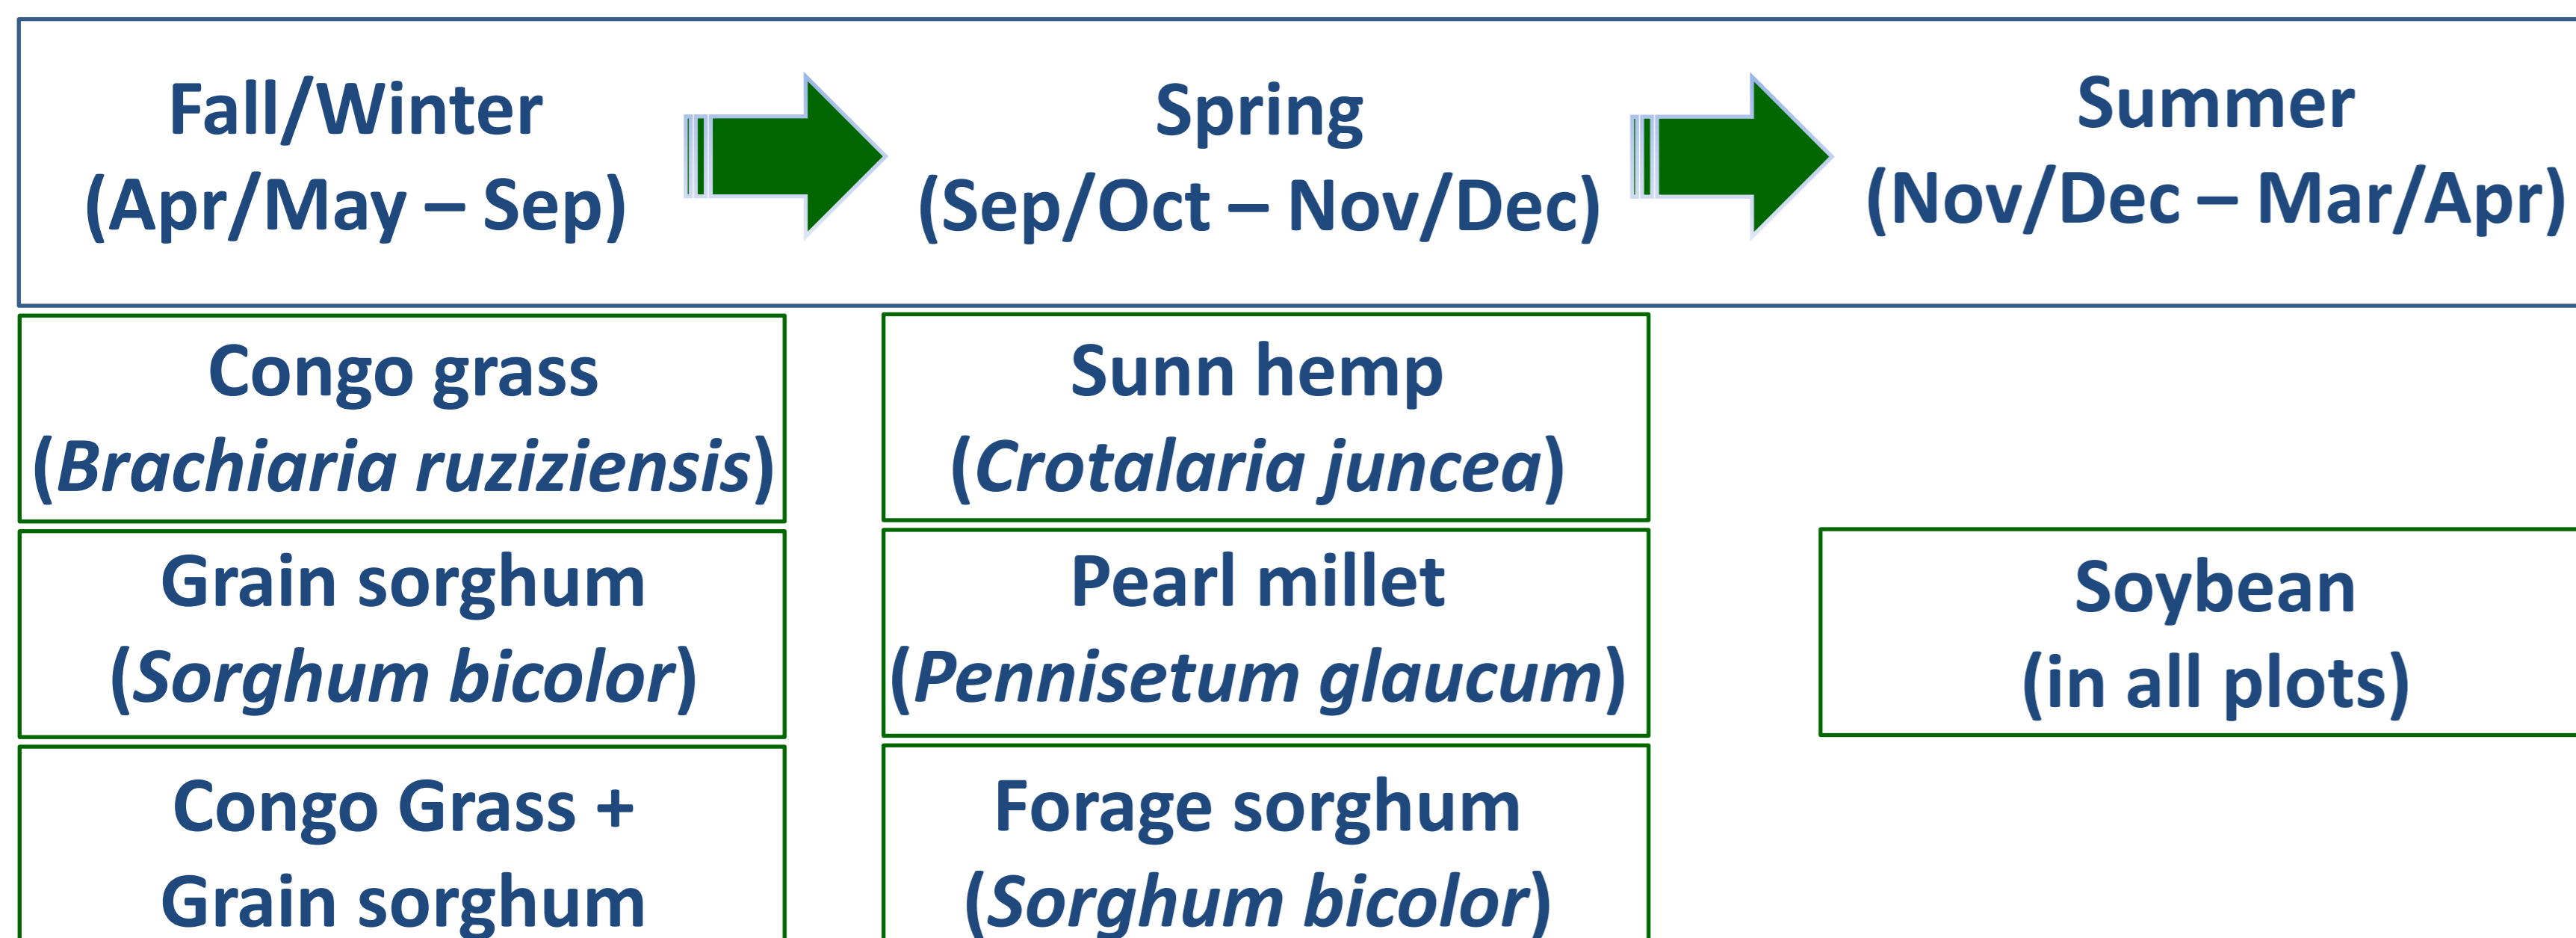 Fall/Winter
(Apr/May – Sep)
Spring
(Sep/Oct – Nov/Dec)
Summer
(Nov/Dec – Mar/Apr)
Congo grass
(Brachiaria ruziziensis)
Grain sorghum
(Sorghum bicolor)
Congo Grass +
Grain sorghum
Sunn hemp
(Crotalaria juncea)
Pearl millet
(Pennisetum glaucum)
Forage sorghum
(Sorghum bicolor)
Soybean
(in all plots)